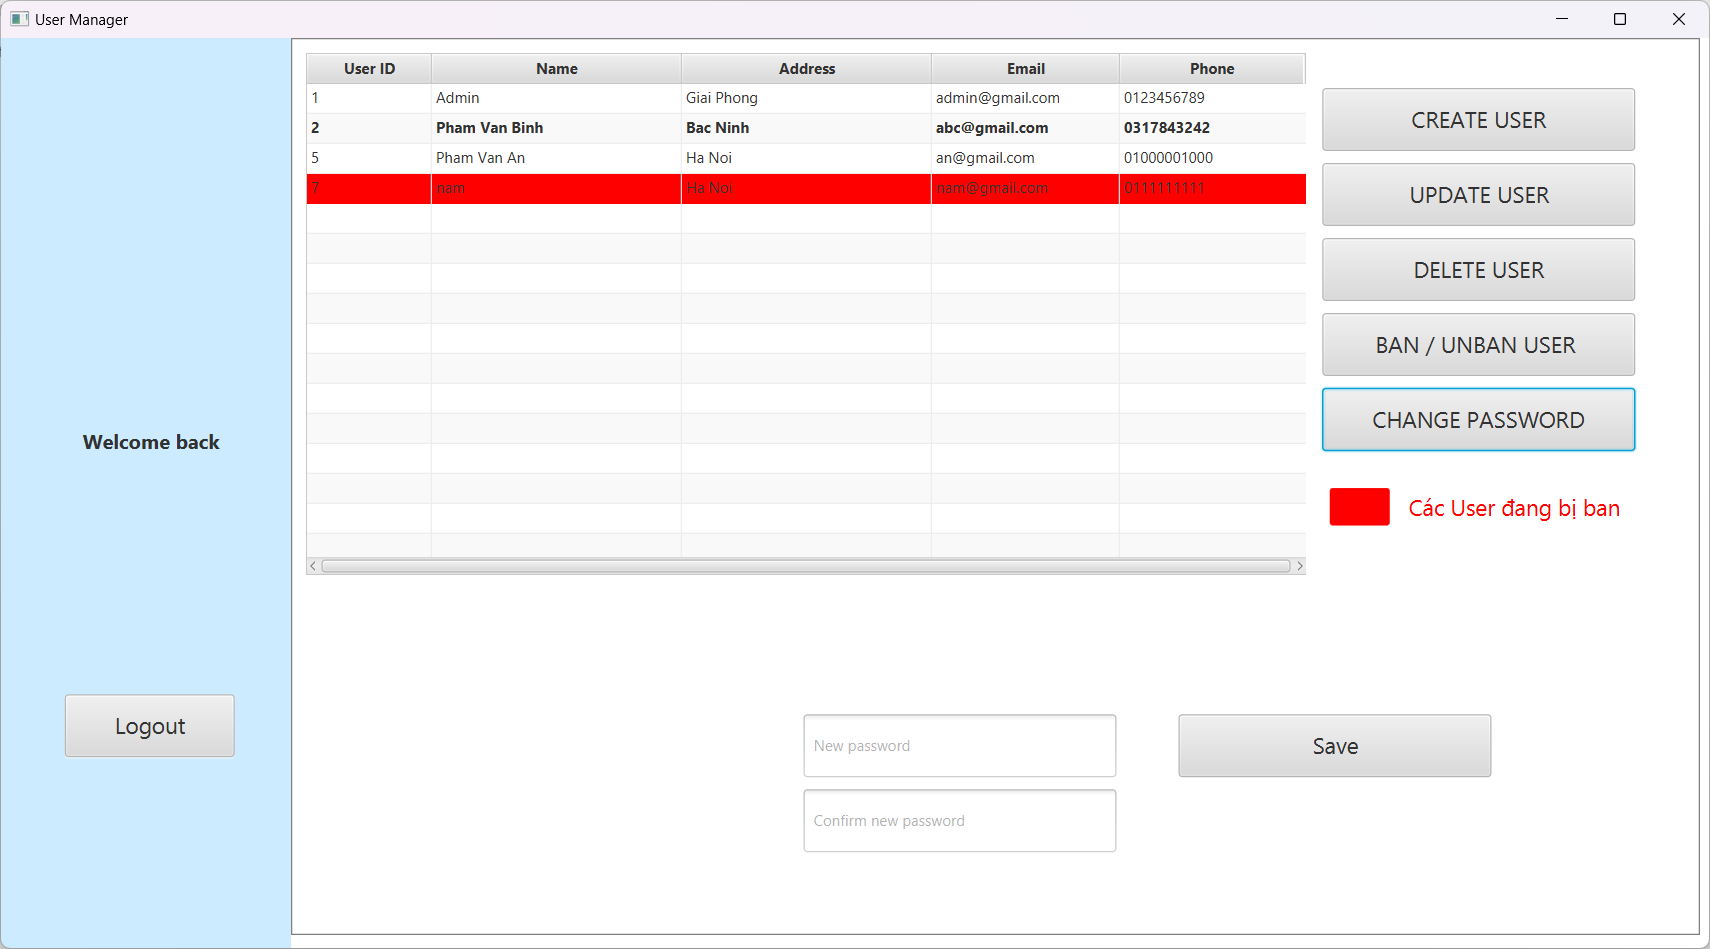 User Manager
User ID Name Address Email Phone
1 Admin Giai Phong admin@gmail.com 0123456789
2 Pham Van Binh Bac Ninh abc@gmail.com 0317843242
5 Pham Van An Ha Noi an@gmail.com 01000001000
7 nam Ha Noi nam@gmail.com 0111111111
CREATE USER
UPDATE USER
DELETE USER
BAN / UNBAN USER
CHANGE PASSWORD
Các User đang bị ban
Welcome back
Logout
New password
Save
Confirm new password